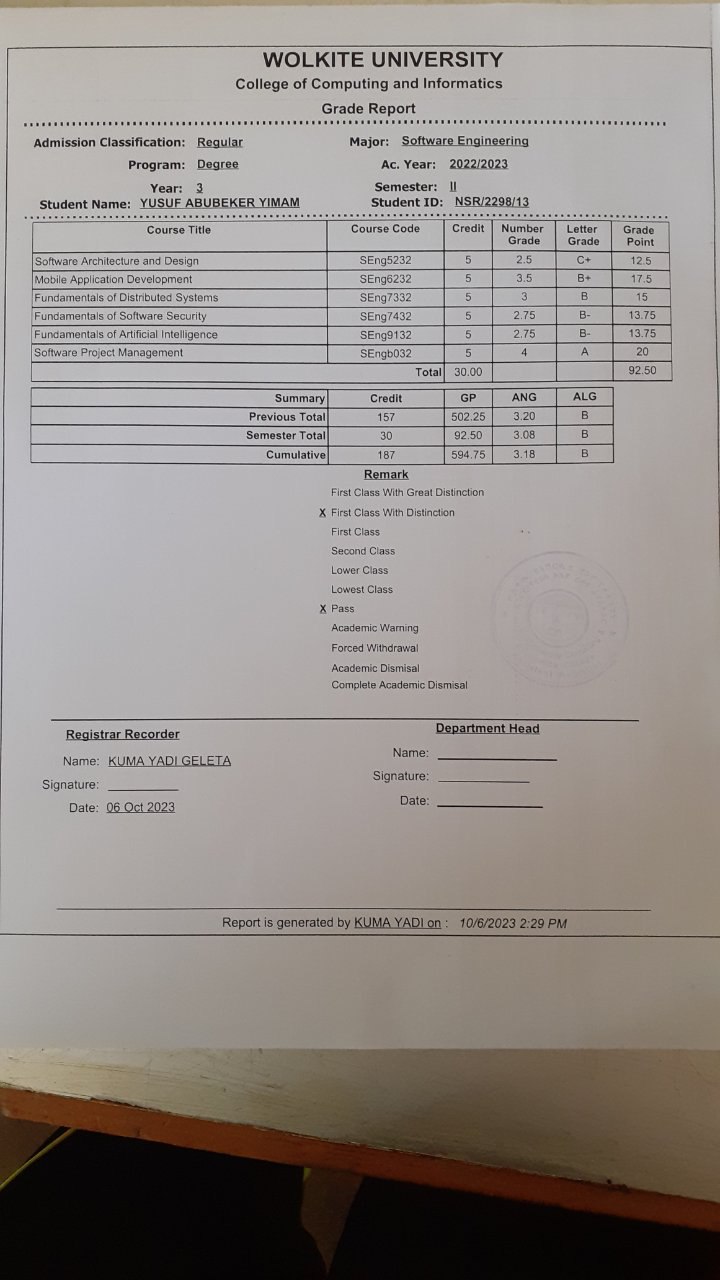 WOLKITE UNIVERSITY
College of Computing and Informatics
Grade Report
Admission Classification: Regular Major: Software Engineering
Program: Degree Ac. Year: 2022/2023
Year: 3 Semester: II
Student Name: YUSUF ABUBEKER YIMAM Student ID: NSR/2298/13
Course Title Course Code Credit Number Grade Letter Grade Grade Point
Software Architecture and Design SEng5232 5 2.5 C+ 12.5
Mobile Application Development SEng6232 5 3.5 B+ 17.5
Fundamentals of Distributed Systems SEng7332 5 3 B 15
Fundamentals of Software Security SEng7432 5 2.75 B- 13.75
Fundamentals of Artificial Intelligence SEng9132 5 2.75 B- 13.75
Software Project Management SEngb032 5 4 A 20
Total 30.00 92.50
Summary Credit GP ANG ALG
Previous Total 157 502.25 3.20 B
Semester Total 30 92.50 3.08 B
Cumulative 187 594.75 3.18 B
Remark
First Class With Great Distinction
X First Class With Distinction
First Class
Second Class
Lower Class
Lowest Class
X Pass
Academic Warning
Forced Withdrawal
Academic Dismisal
Complete Academic Dismisal
Registrar Recorder Department Head
Name: KUMA YADI GELETA Name:
Signature: Signature:
Date: 06 Oct 2023 Date:
Report is generated by KUMA YADI on : 10/6/2023 2:29 PM